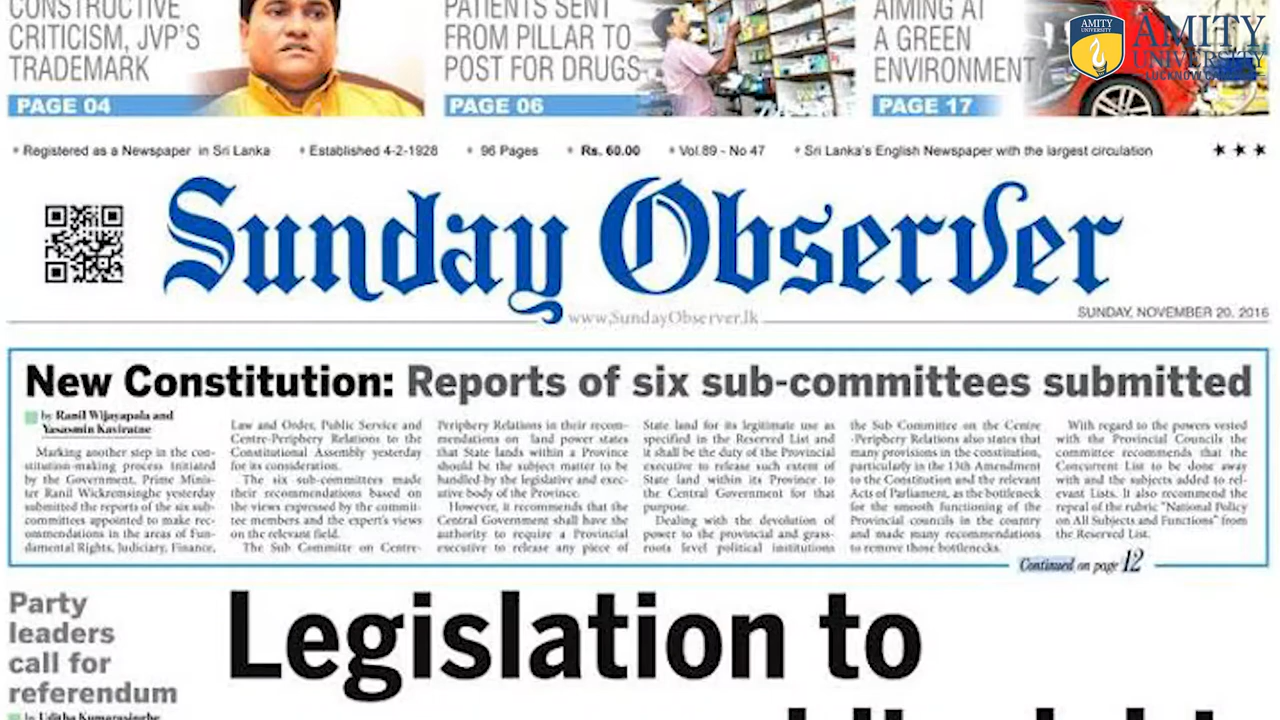 CONSTRUCTIVE
CRITICISM, JVP'S
TRADEMARK
PAGE 04
PATIENTS SENT
FROM PILLAR TO
POST FOR DRUGS
PAGE 06
AIMING AT
A GREEN
ENVIRONMENT
PAGE 17
AMITY
UNIVERSITY
AMITY
UNIVERSITY
LUCKNOW CAMPUS
* Registered as a Newspaper in Sri Lanka * Established 4-2-1928 * 96 Pages * Rs. 60.00 * Vol.89 - No 47 * Sri Lanka's English Newspaper with the largest circulation ★ ★ ★
Sunday Observer
www.SundayObserver.lk
SUNDAY, NOVEMBER 20, 2016
New Constitution: Reports of six sub-committees submitted
by Ranil Wijayapala and
Yasasmin Kaviratne
Marking another step in the con-
stitution-making process initiated
by the Government, Prime Minis-
ter Ranil Wickremsinghe yesterday
submitted the reports of the six sub-
committees appointed to make rec-
ommendations in the areas of Fun-
damental Rights, Judiciary, Finance,
Law and Order, Public Service and
Centre-Periphery Relations to the
Constitutional Assembly yesterday
for its consideration.
The six sub-committees made
their recommendations based on
the views expressed by the commit-
tee members and the expert's views
on the relevant field.
The Sub Committe on Centre-
Periphery Relations in their recom-
mendations on land power states
that State lands within a Province
should be the subject matter to be
handled by the legislative and exec-
utive body of the Province.
However, it recommends that the
Central Government shall have the
authority to require a Provincial
executive to release any piece of
State land for its legitimate use as
specified in the Reserved List and
it shall be the duty of the Provincial
executive to release such extent of
State land within its Province to
the Central Government for that
purpose.
Dealing with the devolution of
power to the provincial and grass-
roots level political institutions
the Sub Committee on the Centre
-Periphery Relations also states that
many provisions in the constitution,
particularly in the 13th Amendment
to the Constitution and the relevant
Acts of Parliament, as the bottleneck
for the smooth functioning of the
Provincial councils in the country
and made many recommendations
to remove those bottlenecks.
With regard to the powers vested
with the Provincial Councils the
committee recommends that the
Concurrent List to be done away
with and the subjects added to rel-
evant Lists. It also recommend the
repeal of the rubric "National Policy
on All Subjects and Functions" from
the Reserved List.
Continued on page 12
Party
leaders
call for
referendum
by Uditha Kumarasinghe
Legislation to